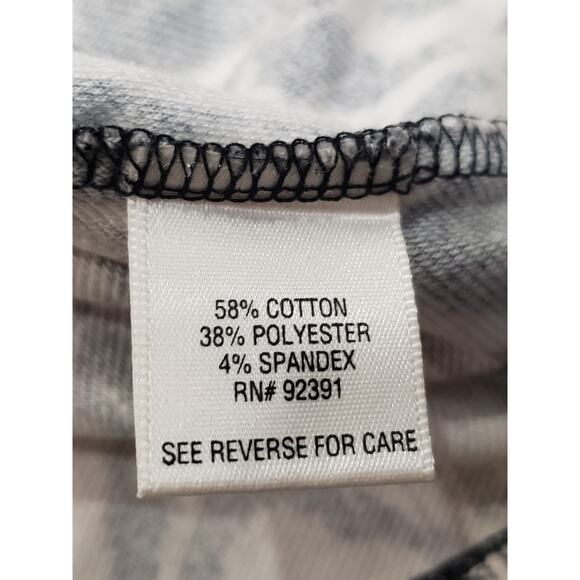 58% COTTON
38% POLYESTER
4% SPANDEX
RN# 92391
SEE REVERSE FOR CARE